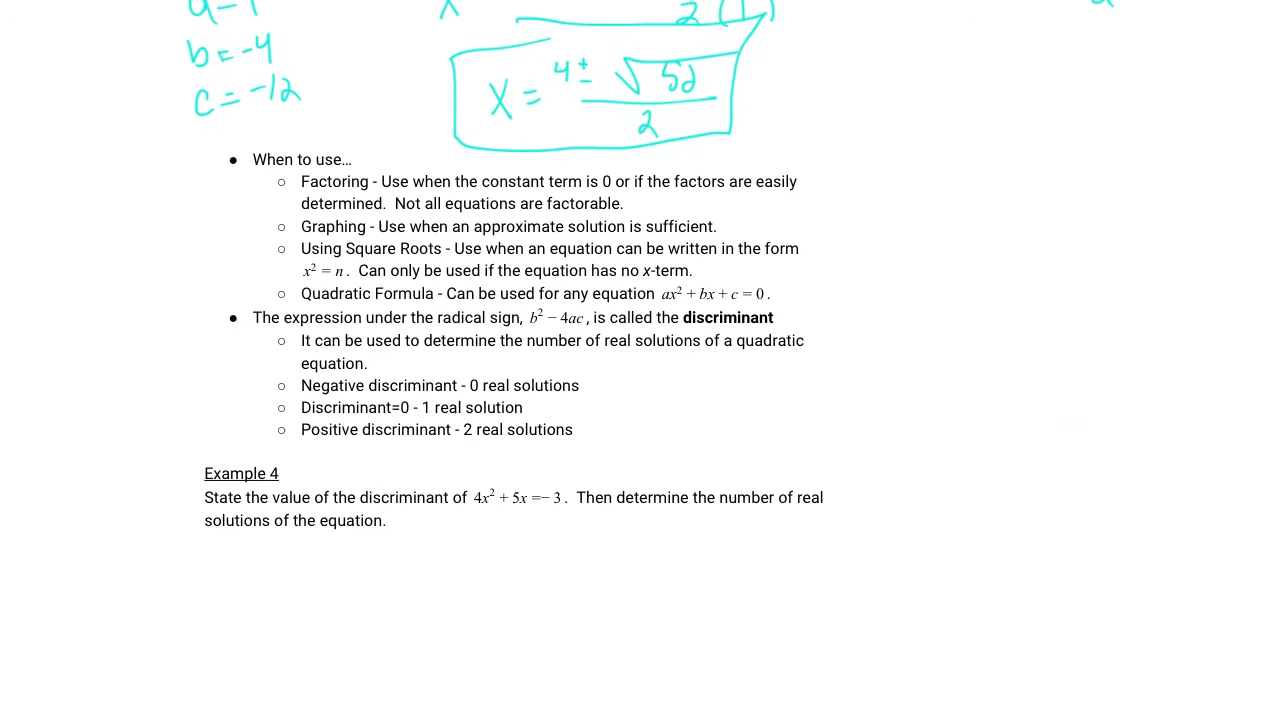 a=1
x
2 (1)
b=-4
c=-12
X = 4± √52
2
● When to use…
○ Factoring - Use when the constant term is 0 or if the factors are easily
determined. Not all equations are factorable.
○ Graphing - Use when an approximate solution is sufficient.
○ Using Square Roots - Use when an equation can be written in the form
x² = n. Can only be used if the equation has no x-term.
○ Quadratic Formula - Can be used for any equation ax² + bx + c = 0.
● The expression under the radical sign, b² − 4ac, is called the discriminant
○ It can be used to determine the number of real solutions of a quadratic
equation.
○ Negative discriminant - 0 real solutions
○ Discriminant=0 - 1 real solution
○ Positive discriminant - 2 real solutions
Example 4
State the value of the discriminant of 4x² + 5x =− 3. Then determine the number of real
solutions of the equation.